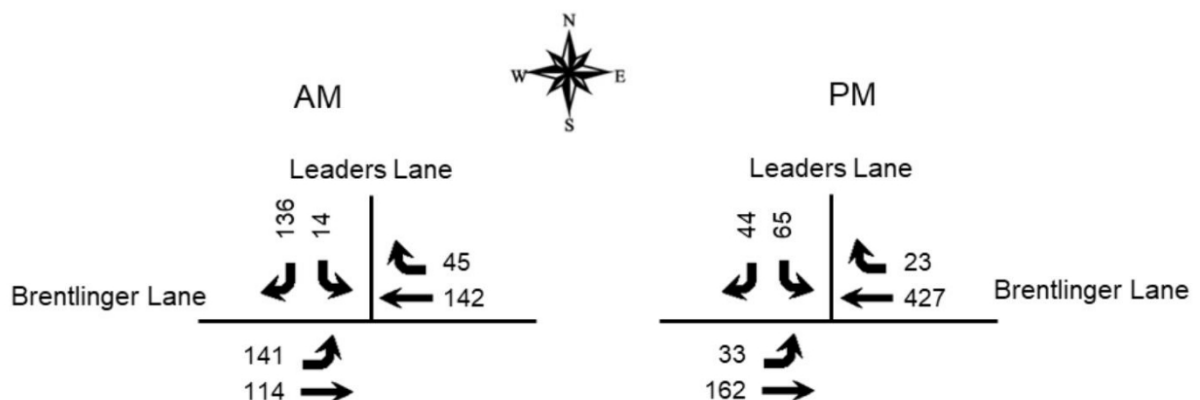 N
W E
S
AM PM
Leaders Lane Leaders Lane
136 14 44 65
45 23
Brentlinger Lane 142 427 Brentlinger Lane
141 33
114 162